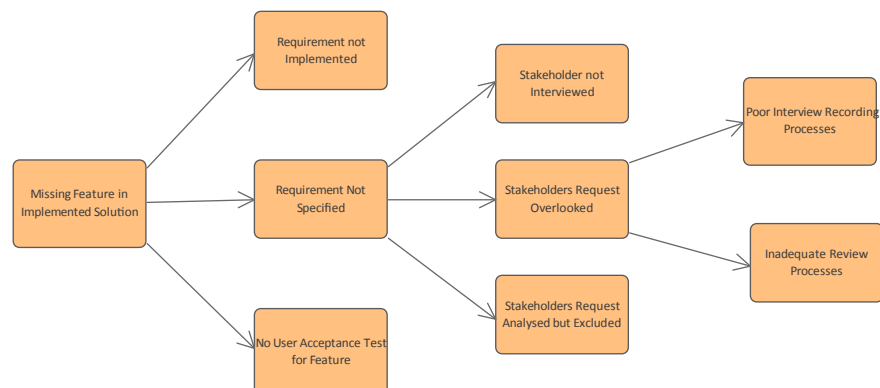 Requirement not
Implemented
Stakeholder not
Interviewed
Poor Interview Recording
Processes
Missing Feature in
Implemented Solution
Requirement Not
Specified
Stakeholders Request
Overlooked
Inadequate Review
Processes
Stakeholders Request
Analysed but Excluded
No User Acceptance Test
for Feature